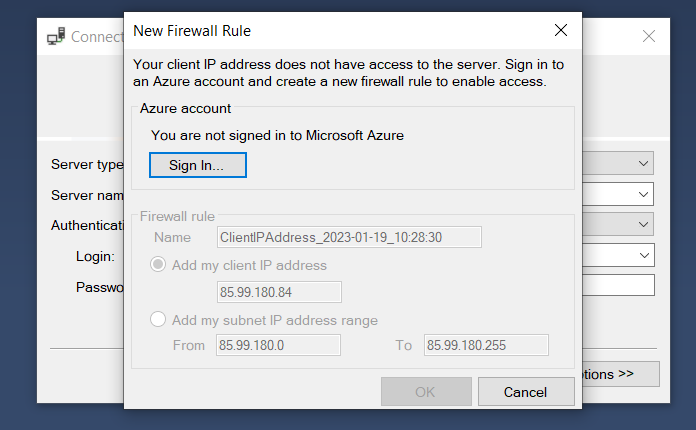 Connect
New Firewall Rule
Your client IP address does not have access to the server. Sign in to
an Azure account and create a new firewall rule to enable access.
Azure account
You are not signed in to Microsoft Azure
Sign In...
Server type
Server nam
Authenticati
Login:
Passwo
Firewall rule
Name ClientIPAddress_2023-01-19_10:28:30
Add my client IP address
85.99.180.84
Add my subnet IP address range
From 85.99.180.0 To 85.99.180.255
OK Cancel
tions >>